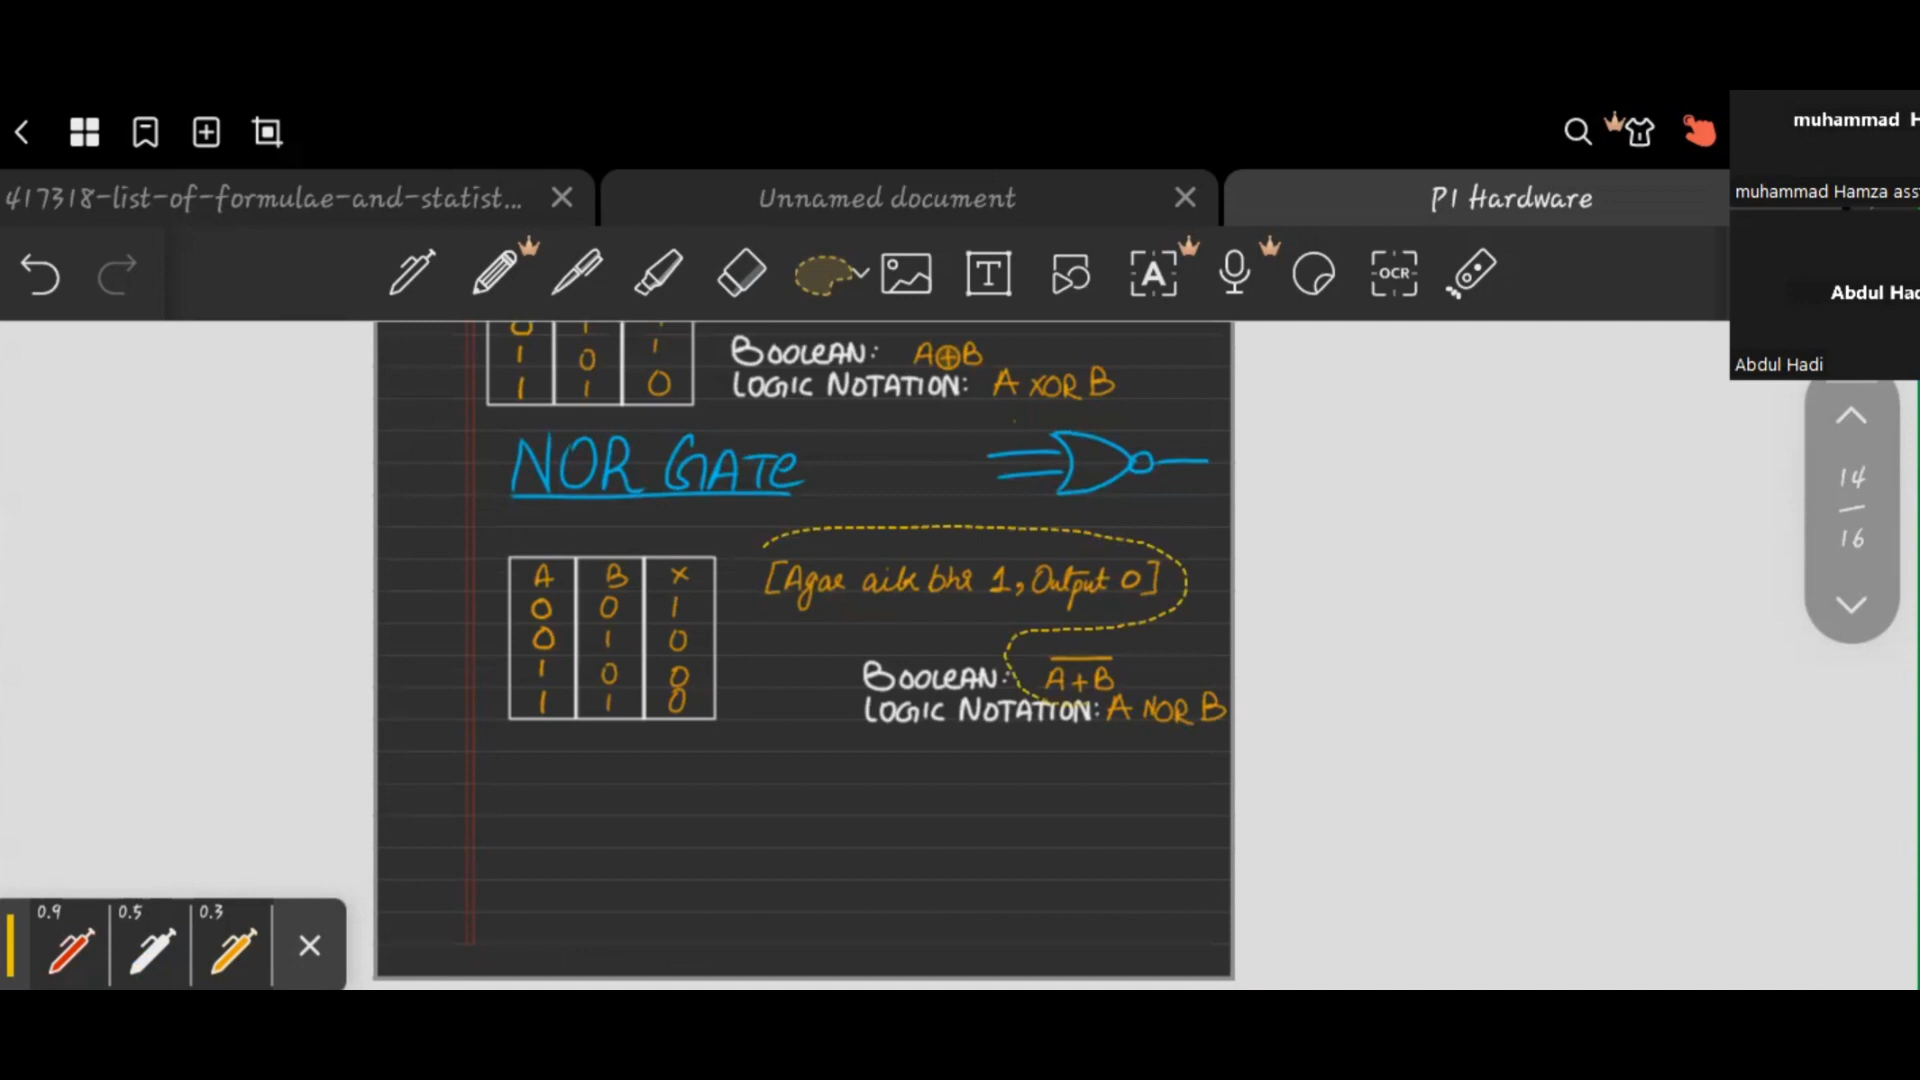 muhammad H
muhammad Hamza ass
417318-list-of-formulae-and-statist...
Unnamed document
P1 Hardware
T
A
OCR
Abdul Had
Abdul Hadi
14
16
0 1
1 0 1
1 1 0
BOOLEAN: A⊕B
LOGIC NOTATION: A XOR B
NOR GATE
A B X
0 0 1
0 1 0
1 0 0
1 1 0
[Agar aik bhi 1, Output 0]
BOOLEAN: A̅+̅B̅
LOGIC NOTATION: A NOR B
0.9 0.5 0.3